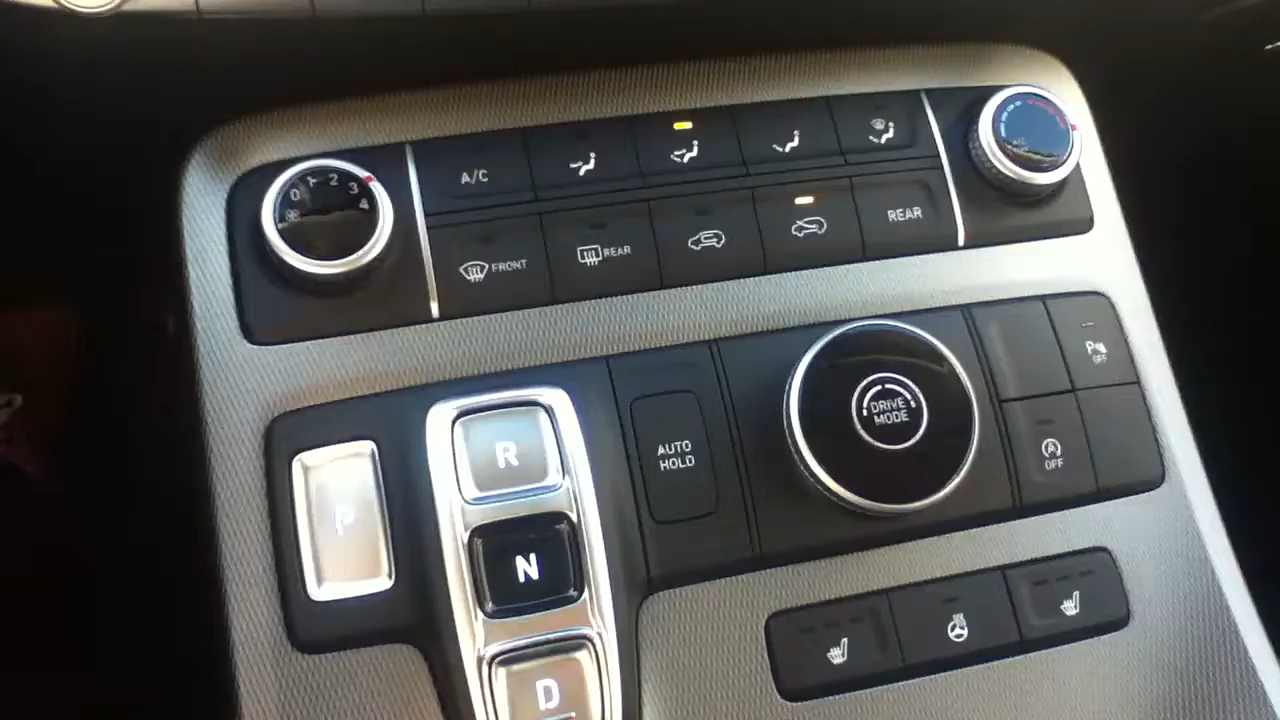 0 1 2 3 4
A/C
FRONT
REAR
REAR
P
R
N
D
AUTO
HOLD
DRIVE
MODE
P OFF
A
OFF